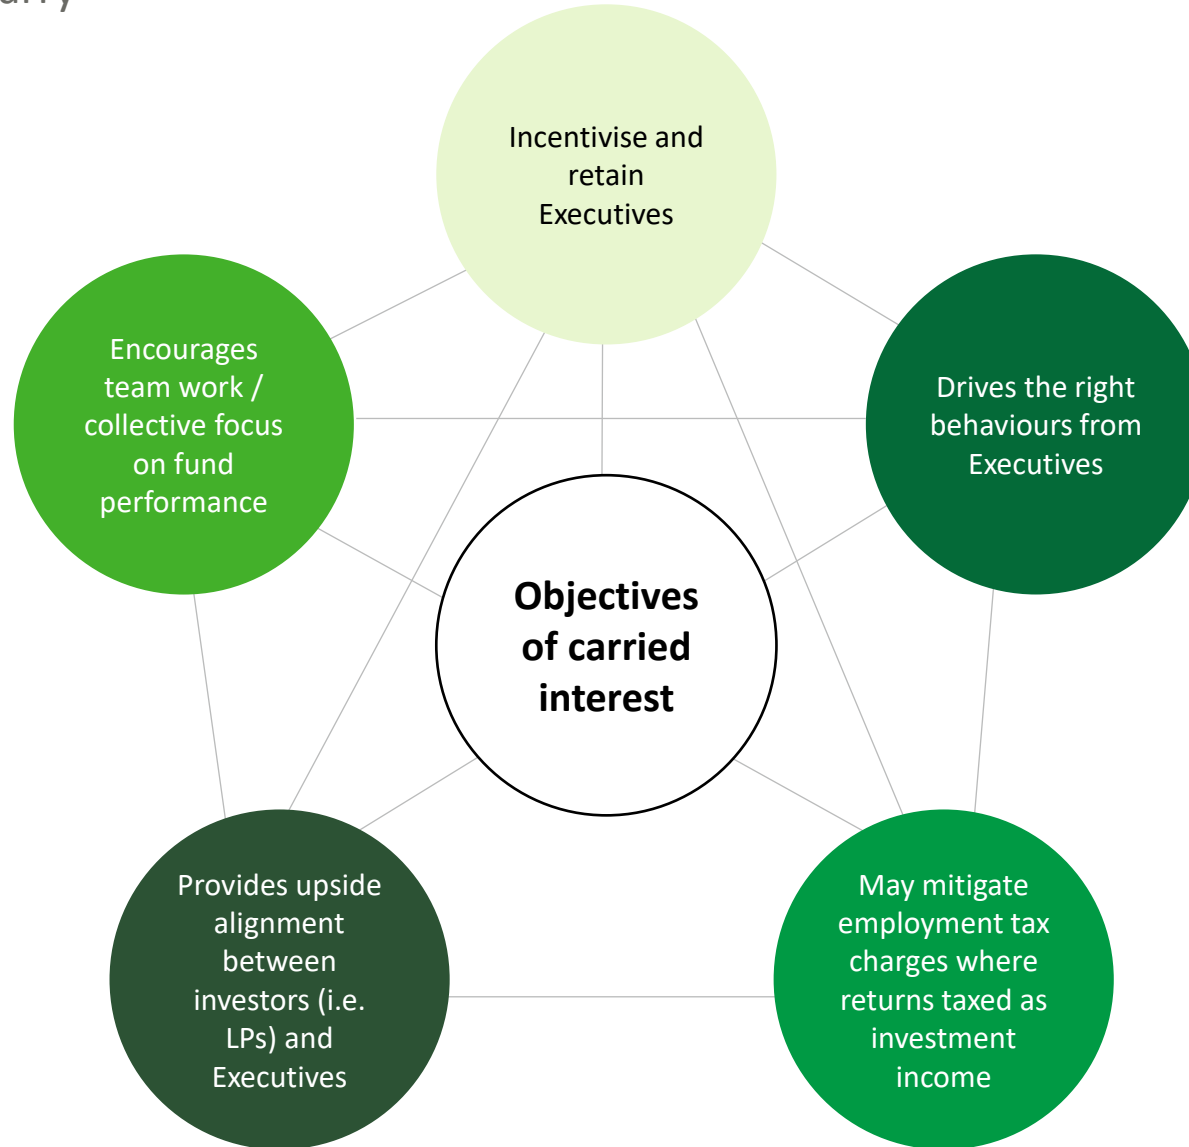 Incentivise and
retain
Executives
Encourages
team work /
collective focus
on fund
performance
Drives the right
behaviours from
Executives
Objectives
of carried
interest
Provides upside
alignment
between
investors (i.e.
LPs) and
Executives
May mitigate
employment tax
charges where
returns taxed as
investment
income